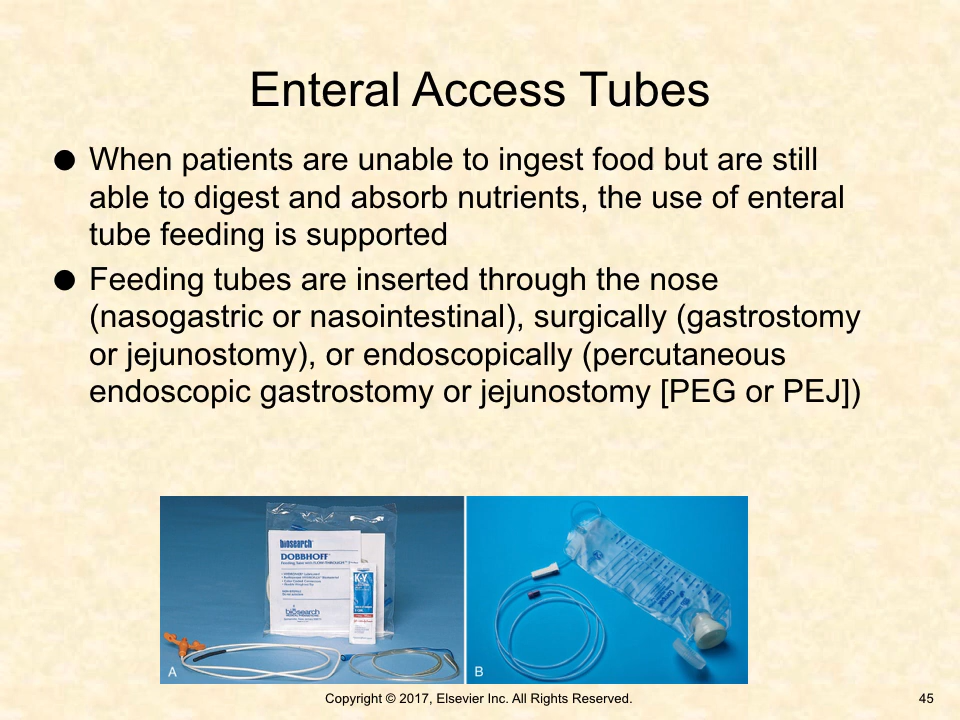 Enteral Access Tubes
● When patients are unable to ingest food but are still
able to digest and absorb nutrients, the use of enteral
tube feeding is supported
● Feeding tubes are inserted through the nose
(nasogastric or nasointestinal), surgically (gastrostomy
or jejunostomy), or endoscopically (percutaneous
endoscopic gastrostomy or jejunostomy [PEG or PEJ])
biosearch
DOBBHOFF
K-Y
biosearch
A
B
Copyright © 2017, Elsevier Inc. All Rights Reserved.
45